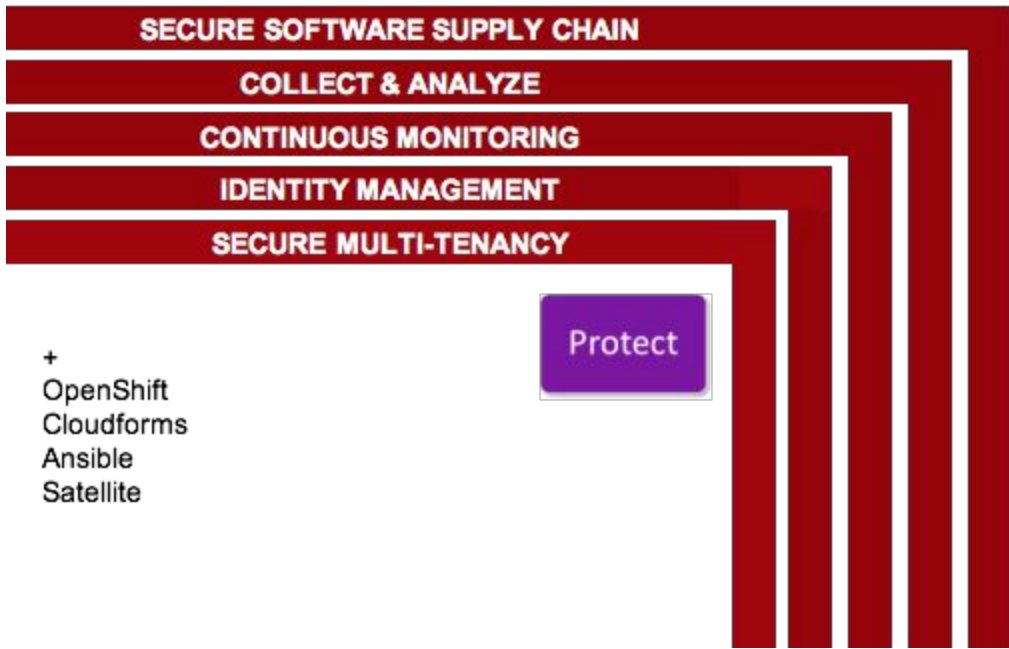 SECURE SOFTWARE SUPPLY CHAIN
COLLECT & ANALYZE
CONTINUOUS MONITORING
IDENTITY MANAGEMENT
SECURE MULTI-TENANCY
Protect
+
OpenShift
Cloudforms
Ansible
Satellite